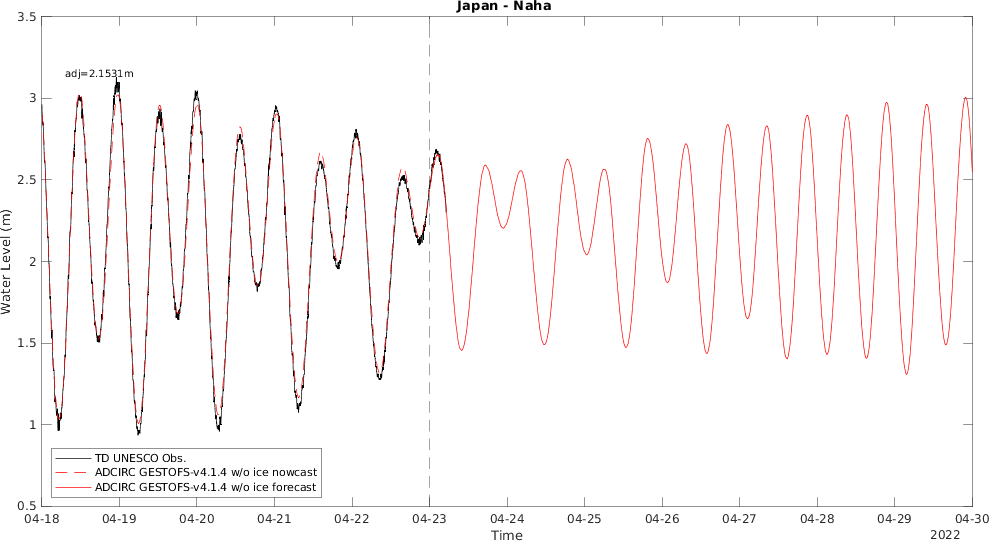 Japan - Naha
3.5
3
2.5
2
1.5
1
0.5
Water Level (m)
adj=2.1531m
TD UNESCO Obs.
ADCIRC GESTOFS-v4.1.4 w/o ice nowcast
ADCIRC GESTOFS-v4.1.4 w/o ice forecast
04-18 04-19 04-20 04-21 04-22 04-23 04-24 04-25 04-26 04-27 04-28 04-29 04-30
Time
2022